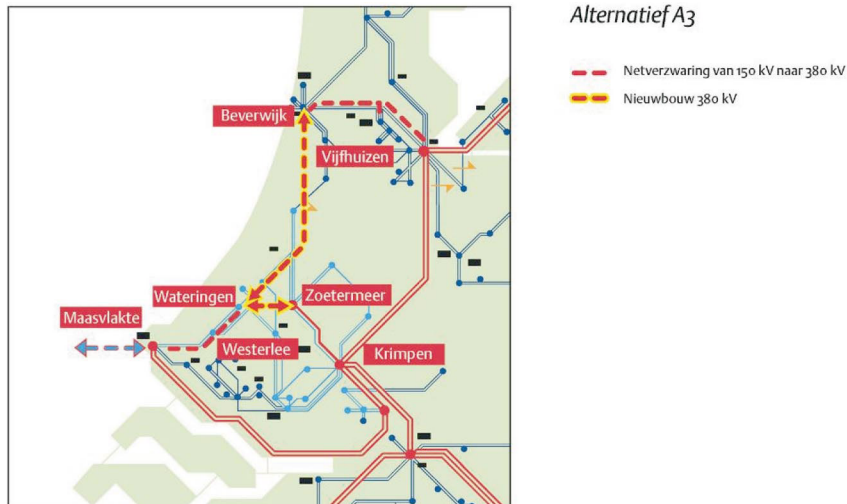 Alternatief A3
Netverzwaring van 150 kV naar 380 kV
Nieuwbouw 380 kV
Beverwijk
Vijfhuizen
Wateringen
Zoetermeer
Maasvlakte
Westerlee
Krimpen